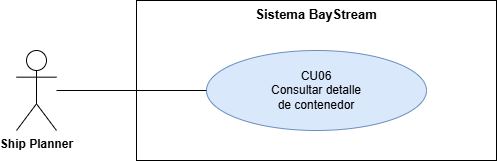 Sistema BayStream
CU06
Consultar detalle
de contenedor
Ship Planner